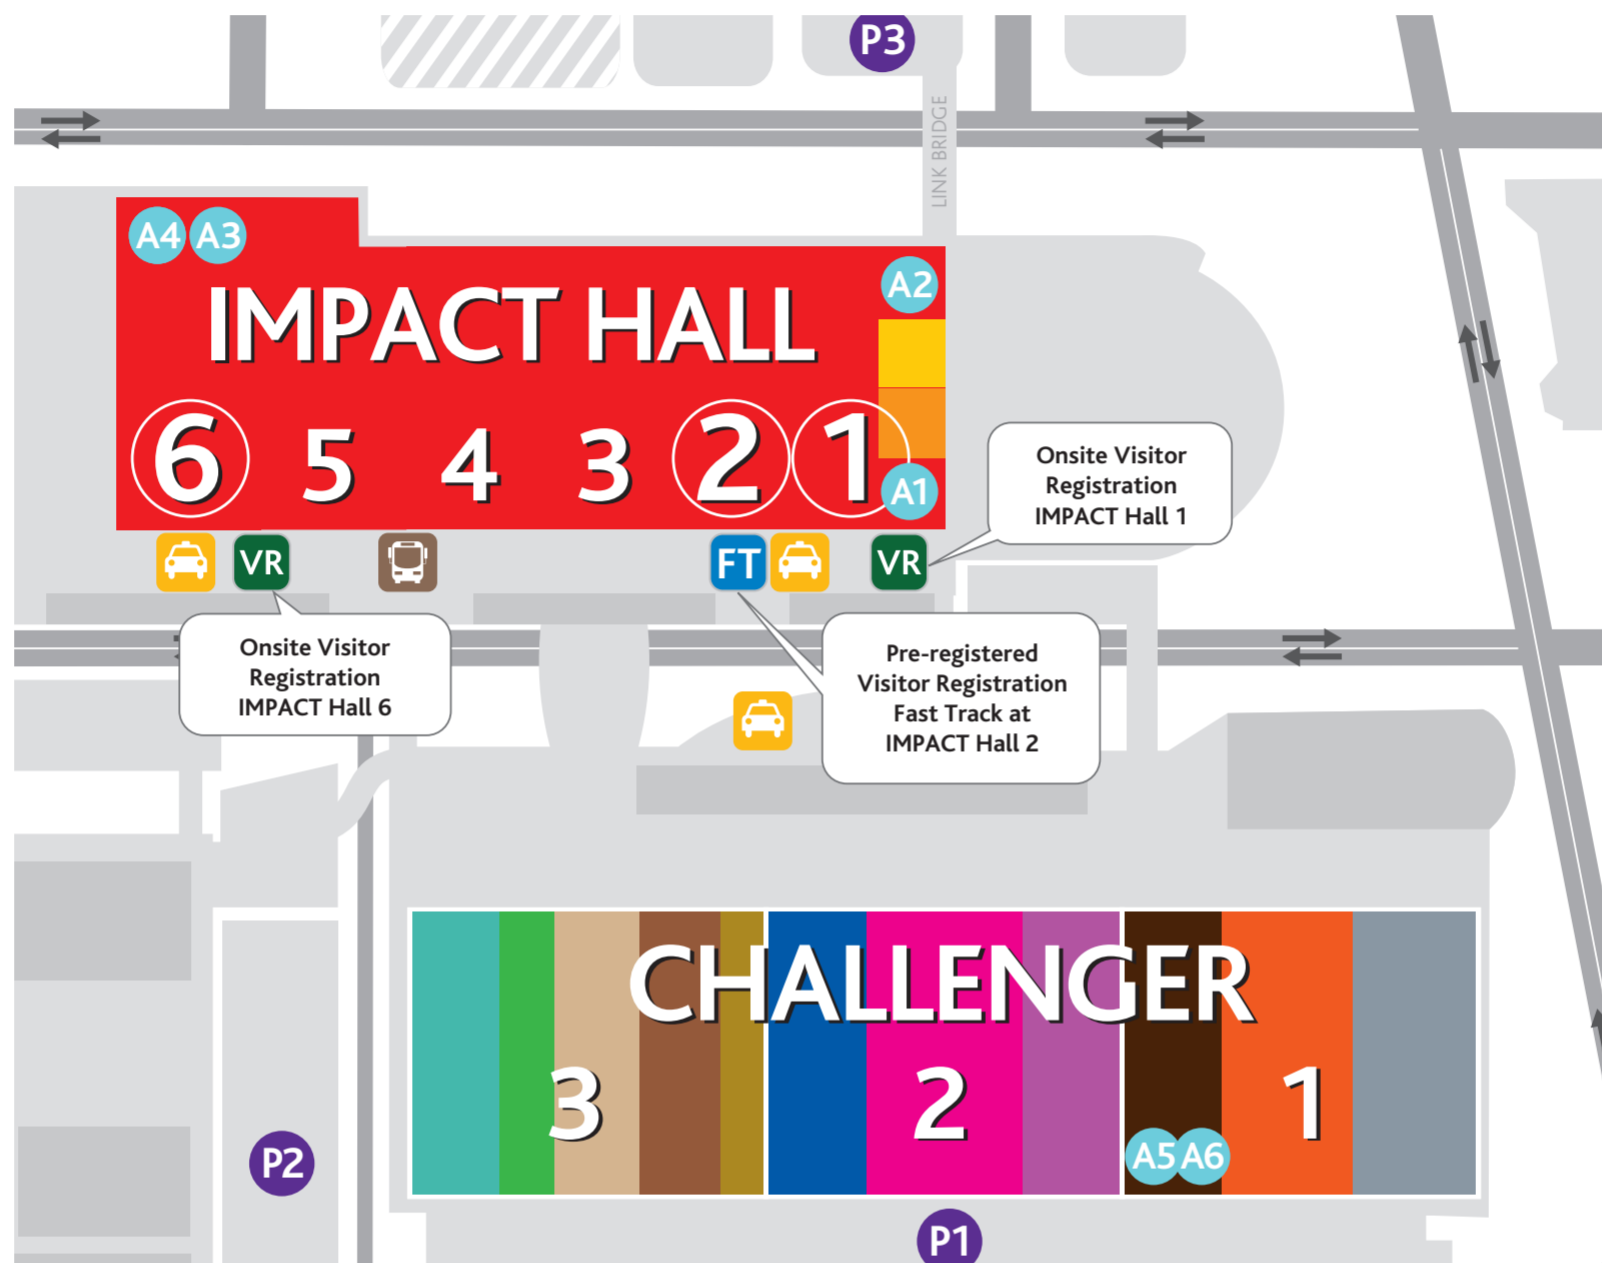 P3
LINK BRIDGE
A4 A3
A2
IMPACT HALL
6 5 4 3 2 1
A1
Onsite Visitor
Registration
IMPACT Hall 1
VR
FT
VR
Onsite Visitor
Registration
IMPACT Hall 6
Pre-registered
Visitor Registration
Fast Track at
IMPACT Hall 2
CHALLENGER
3 2 1
A5 A6
P2
P1